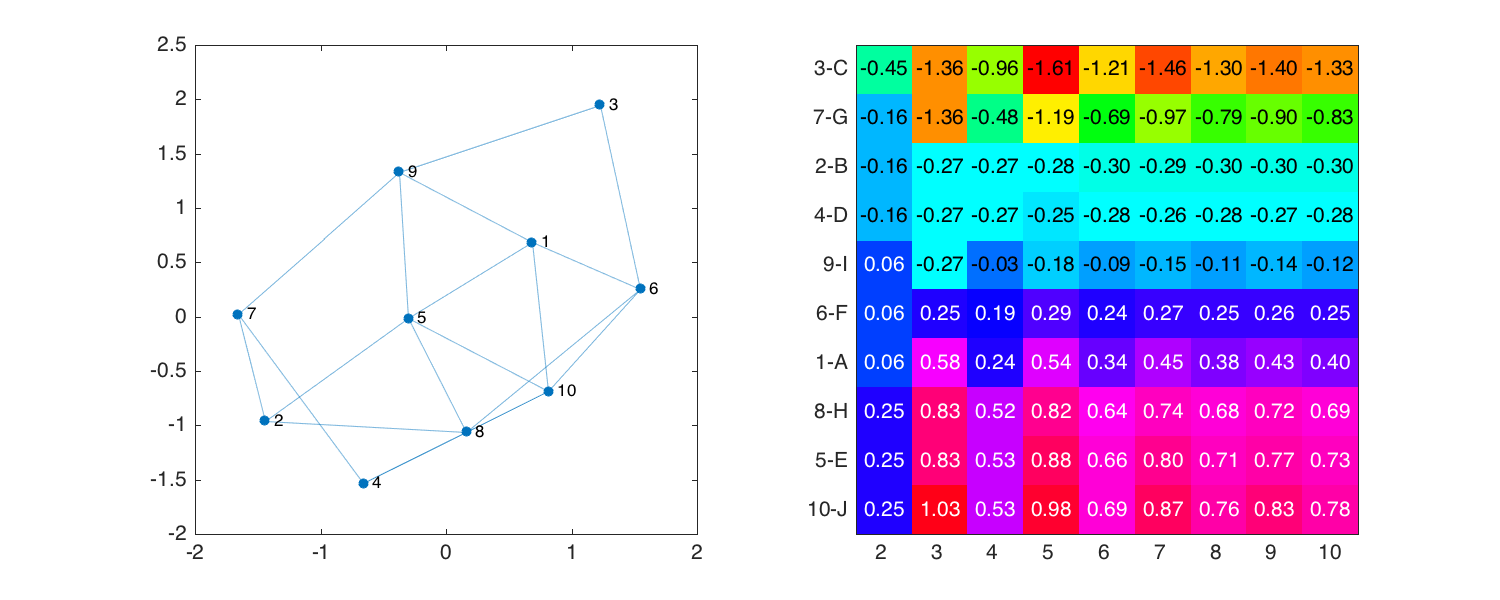 2.5
2
1.5
1
0.5
0
-0.5
-1
-1.5
-2
-2 -1 0 1 2
3
9
1
6
7
5
10
2
8
4
3-C -0.45 -1.36 -0.96 -1.61 -1.21 -1.46 -1.30 -1.40 -1.33
7-G -0.16 -1.36 -0.48 -1.19 -0.69 -0.97 -0.79 -0.90 -0.83
2-B -0.16 -0.27 -0.27 -0.28 -0.30 -0.29 -0.30 -0.30 -0.30
4-D -0.16 -0.27 -0.27 -0.25 -0.28 -0.26 -0.28 -0.27 -0.28
9-I 0.06 -0.27 -0.03 -0.18 -0.09 -0.15 -0.11 -0.14 -0.12
6-F 0.06 0.25 0.19 0.29 0.24 0.27 0.25 0.26 0.25
1-A 0.06 0.58 0.24 0.54 0.34 0.45 0.38 0.43 0.40
8-H 0.25 0.83 0.52 0.82 0.64 0.74 0.68 0.72 0.69
5-E 0.25 0.83 0.53 0.88 0.66 0.80 0.71 0.77 0.73
10-J 0.25 1.03 0.53 0.98 0.69 0.87 0.76 0.83 0.78
2 3 4 5 6 7 8 9 10